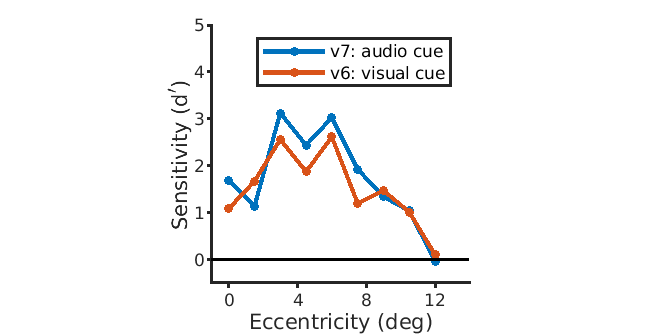 5
4
3
2
1
0
Sensitivity (d′)
v7: audio cue
v6: visual cue
0 4 8 12
Eccentricity (deg)